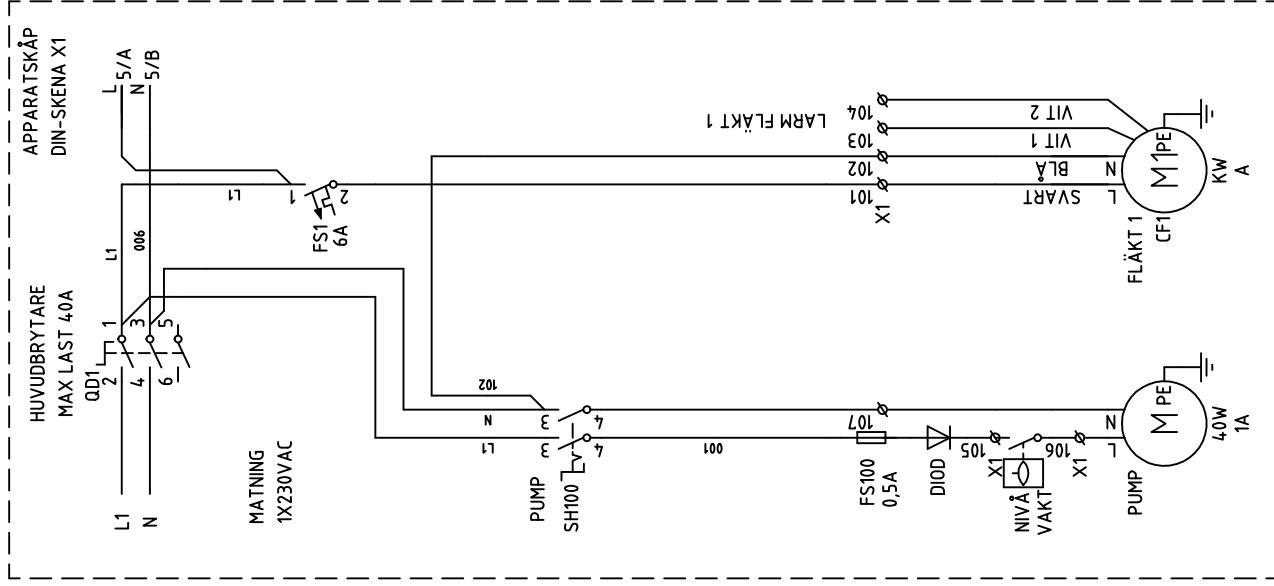 APPARATSKÅP
DIN-SKENA X1
L 5/A
N 5/B
HUVUDBRYTARE
MAX LAST 40A
QD1
2 1
4 3
6 5
L1
006
L1
N
MATNING
1X230VAC
L1
1
2
FS1
6A
LARM FLÄKT 1
101
102
103
104
X1
SVART
BLÅ
VIT 1
VIT 2
L
N
M1
PE
FLÄKT 1
CF1
KW
A
102
N
L1
3
3
4
4
PUMP
SH100
001
107
FS100
0,5A
DIOD
105
X1
106
X1
NIVÅ
VAKT
L
N
M
PE
PUMP
40W
1A